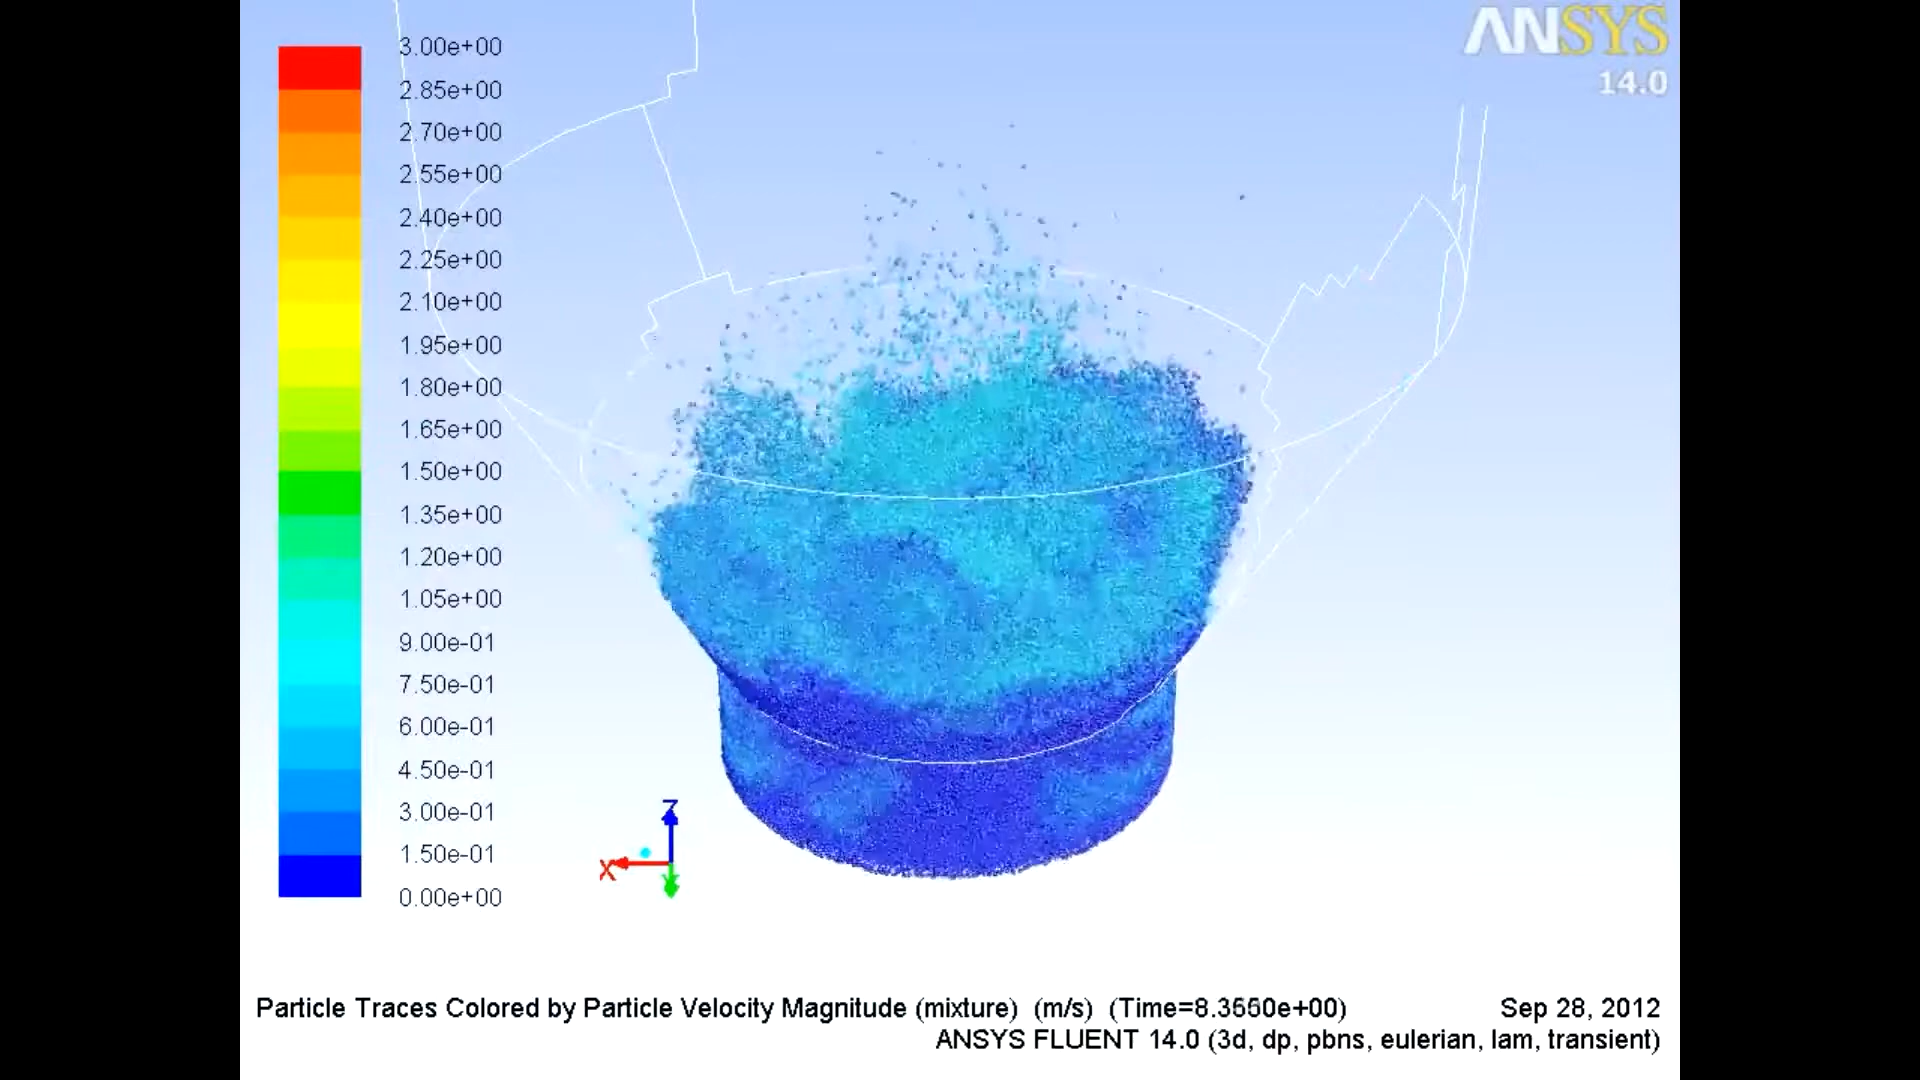 ANSYS
14.0
3.00e+00
2.85e+00
2.70e+00
2.55e+00
2.40e+00
2.25e+00
2.10e+00
1.95e+00
1.80e+00
1.65e+00
1.50e+00
1.35e+00
1.20e+00
1.05e+00
9.00e-01
7.50e-01
6.00e-01
4.50e-01
3.00e-01
1.50e-01
0.00e+00
Z
X
Y
Particle Traces Colored by Particle Velocity Magnitude (mixture) (m/s) Sep 28, 2012
ANSYS FLUENT 14.0 (3d, dp, pbns, eulerian, lam, transient)